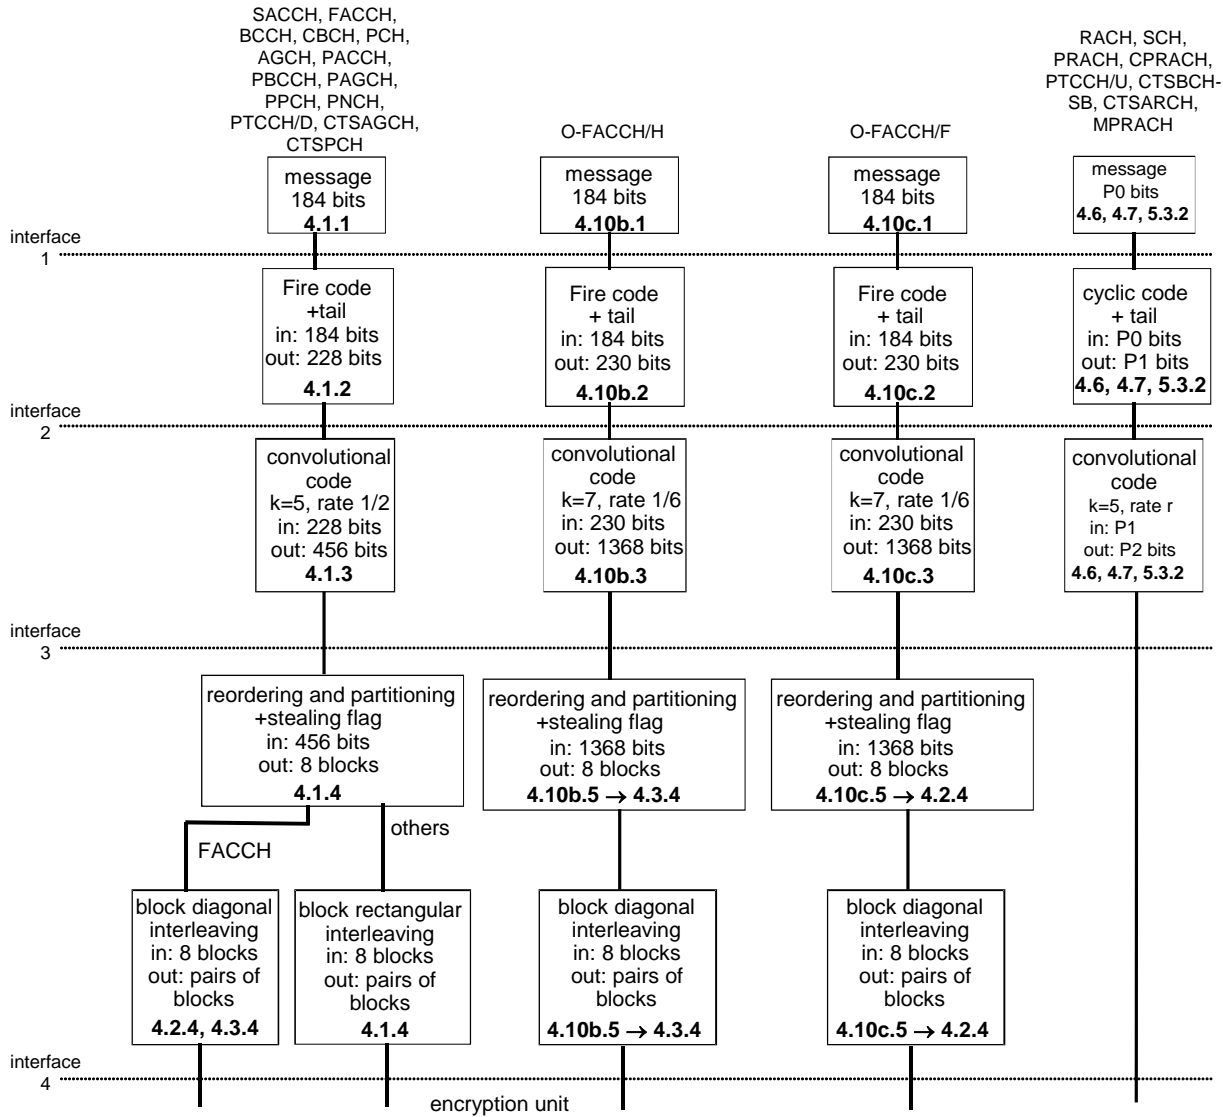 SACCH, FACCH,
BCCH, CBCH, PCH,
AGCH, PACCH,
PBCCH, PAGCH,
PPCH, PNCH,
PTCCH/D, CTSAGCH,
CTSPCH
O-FACCH/H
O-FACCH/F
RACH, SCH,
PRACH, CPRACH,
PTCCH/U, CTSBCH-
SB, CTSARCH,
MPRACH
message
184 bits
4.1.1
message
184 bits
4.10b.1
message
184 bits
4.10c.1
message
P0 bits
4.6, 4.7, 5.3.2
interface
1
Fire code
+tail
in: 184 bits
out: 228 bits
4.1.2
Fire code
+ tail
in: 184 bits
out: 230 bits
4.10b.2
Fire code
+ tail
in: 184 bits
out: 230 bits
4.10c.2
cyclic code
+ tail
in: P0 bits
out: P1 bits
4.6, 4.7, 5.3.2
interface
2
convolutional
code
k=5, rate 1/2
in: 228 bits
out: 456 bits
4.1.3
convolutional
code
k=7, rate 1/6
in: 230 bits
out: 1368 bits
4.10b.3
convolutional
code
k=7, rate 1/6
in: 230 bits
out: 1368 bits
4.10c.3
convolutional
code
k=5, rate r
in: P1
out: P2 bits
4.6, 4.7, 5.3.2
interface
3
reordering and partitioning
+stealing flag
in: 456 bits
out: 8 blocks
4.1.4
reordering and partitioning
+stealing flag
in: 1368 bits
out: 8 blocks
4.10b.5 → 4.3.4
reordering and partitioning
+stealing flag
in: 1368 bits
out: 8 blocks
4.10c.5 → 4.2.4
FACCH
others
block diagonal
interleaving
in: 8 blocks
out: pairs of
blocks
4.2.4, 4.3.4
block rectangular
interleaving
in: 8 blocks
out: pairs of
blocks
4.1.4
block diagonal
interleaving
in: 8 blocks
out: pairs of
blocks
4.10b.5 → 4.3.4
block diagonal
interleaving
in: 8 blocks
out: pairs of
blocks
4.10c.5 → 4.2.4
interface
4
encryption unit